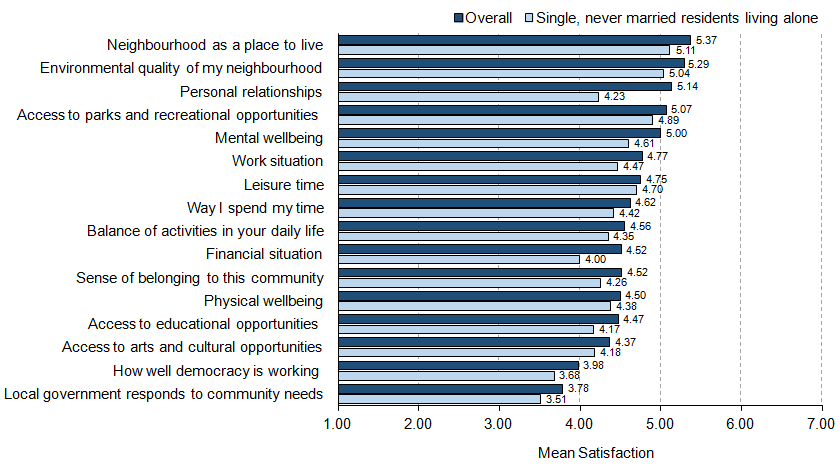 Overall Single, never married residents living alone
Neighbourhood as a place to live 5.37
5.11
Environmental quality of my neighbourhood 5.29
5.04
Personal relationships 5.14
4.23
Access to parks and recreational opportunities 5.07
4.89
Mental wellbeing 5.00
4.61
Work situation 4.77
4.47
Leisure time 4.75
4.70
Way I spend my time 4.62
4.42
Balance of activities in your daily life 4.56
4.35
Financial situation 4.52
4.00
Sense of belonging to this community 4.52
4.26
Physical wellbeing 4.50
4.38
Access to educational opportunities 4.47
4.17
Access to arts and cultural opportunities 4.37
4.18
How well democracy is working 3.98
3.68
Local government responds to community needs 3.78
3.51
1.00 2.00 3.00 4.00 5.00 6.00 7.00
Mean Satisfaction